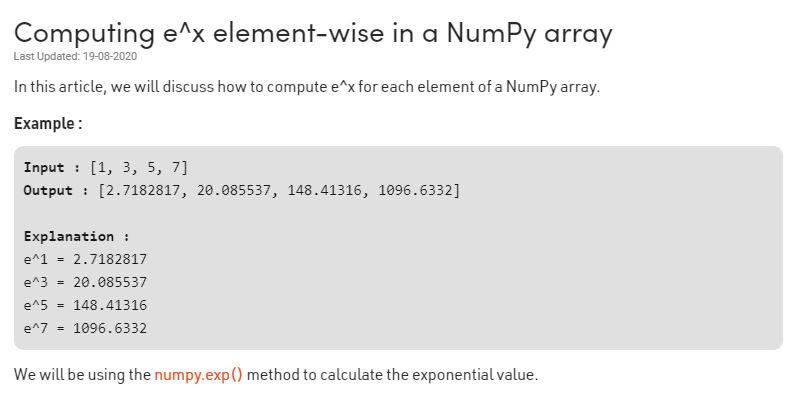 Computing e^x element-wise in a NumPy array
Last Updated: 19-08-2020
In this article, we will discuss how to compute e^x for each element of a NumPy array.
Example :
Input : [1, 3, 5, 7]
Output : [2.7182817, 20.085537, 148.41316, 1096.6332]
Explanation :
e^1 = 2.7182817
e^3 = 20.085537
e^5 = 148.41316
e^7 = 1096.6332
We will be using the numpy.exp() method to calculate the exponential value.